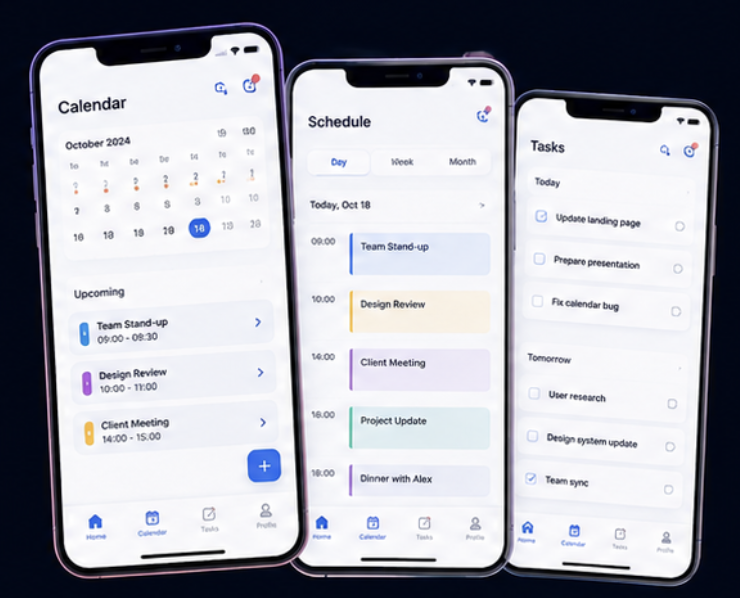 Calendar
October 2024
16 18 18 18
Upcoming
Team Stand-up
09:00 - 09:30
Design Review
10:00 - 11:00
Client Meeting
14:00 - 15:00
+
Home Calendar Tasks Profile
Schedule
Day Week Month
Today, Oct 18
09:00 Team Stand-up
10:00 Design Review
14:00 Client Meeting
16:00 Project Update
18:00 Dinner with Alex
Home Calendar Tasks Profile
Tasks
Today
Update landing page
Prepare presentation
Fix calendar bug
Tomorrow
User research
Design system update
Team sync
Home Calendar Tasks Profile